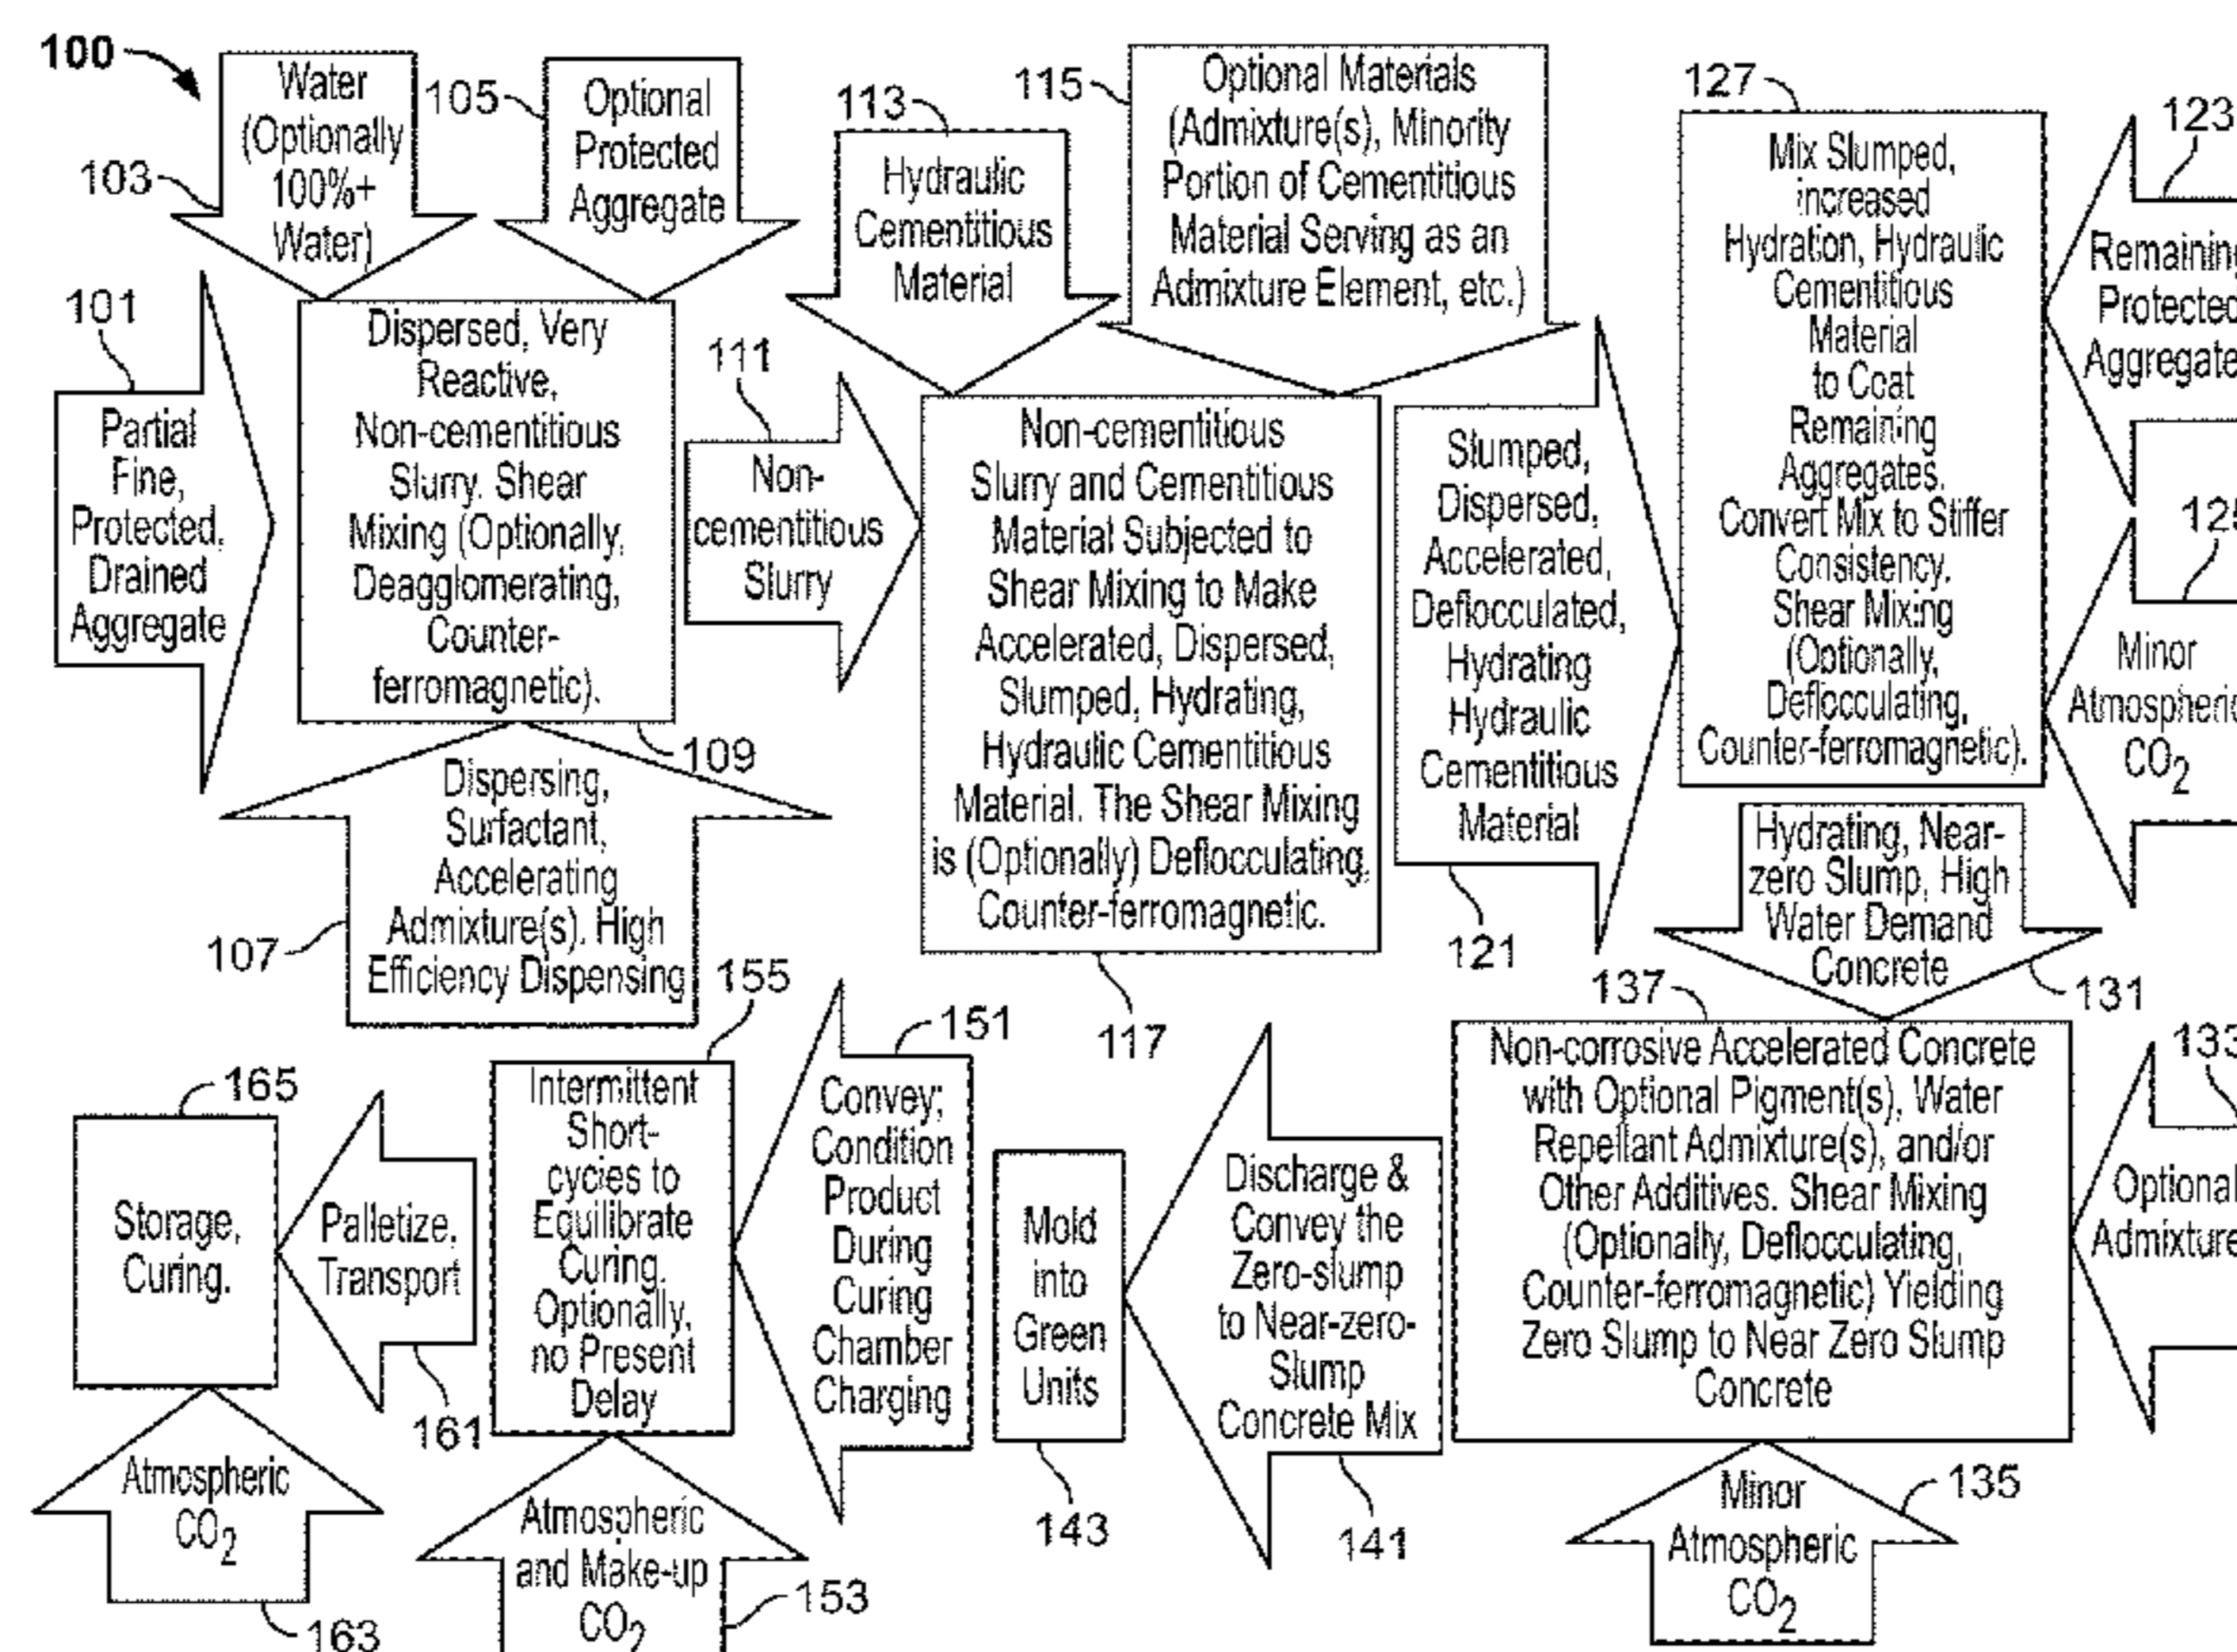 100
103
Water
(Optionally
100%+
Water)
105
Optional
Protected
Aggregate
113
Hydraulic
Cementitious
Material
115
Optional Materials
(Admixture(s), Minority
Portion of Cementitious
Material Serving as an
Admixture Element, etc.)
127
Mix Slumped,
increased
Hydration, Hydraulic
Cementitious
Material
to Coat
Remaining
Aggregates.
Convert Mix to Stiffer
Consistency.
Shear Mixing
(Optionally,
Deflocculating,
Counter-ferromagnetic).
123
Remaining
Protected
Aggregate
125
Minor
Atmospheric
CO2
101
Partial
Fine,
Protected,
Drained
Aggregate
Dispersed, Very
Reactive,
Non-cementitious
Slurry. Shear
Mixing (Optionally,
Deagglomerating,
Counter-
ferromagnetic).
109
111
Non-
cementitious
Slurry
Non-cementitious
Slurry and Cementitious
Material Subjected to
Shear Mixing to Make
Accelerated, Dispersed,
Slumped, Hydrating,
Hydraulic Cementitious
Material. The Shear Mixing
is (Optionally) Deflocculating,
Counter-ferromagnetic.
117
Slumped,
Dispersed,
Accelerated,
Deflocculated,
Hydrating
Hydraulic
Cementitious
Material
121
107
Dispersing,
Surfactant,
Accelerating
Admixture(s). High
Efficiency Dispensing
Hydrating, Near-
zero Slump, High
Water Demand
Concrete
131
137
Non-corrosive Accelerated Concrete
with Optional Pigment(s), Water
Repellant Admixture(s), and/or
Other Additives. Shear Mixing
(Optionally, Deflocculating,
Counter-ferromagnetic) Yielding
Zero Slump to Near Zero Slump
Concrete
133
Optional
Admixture
Minor
Atmospheric
CO2
135
Discharge &
Convey the
Zero-slump
to Near-zero-
Slump
Concrete Mix
141
Mold
into
Green
Units
143
151
Convey;
Condition
Product
During
Curing
Chamber
Charging
155
Intermittent
Short-
cycles to
Equilibrate
Curing.
Optionally,
no Present
Delay
Atmospheric
and Make-up
CO2
153
Palletize.
Transport
161
165
Storage,
Curing.
Atmospheric
CO2
163